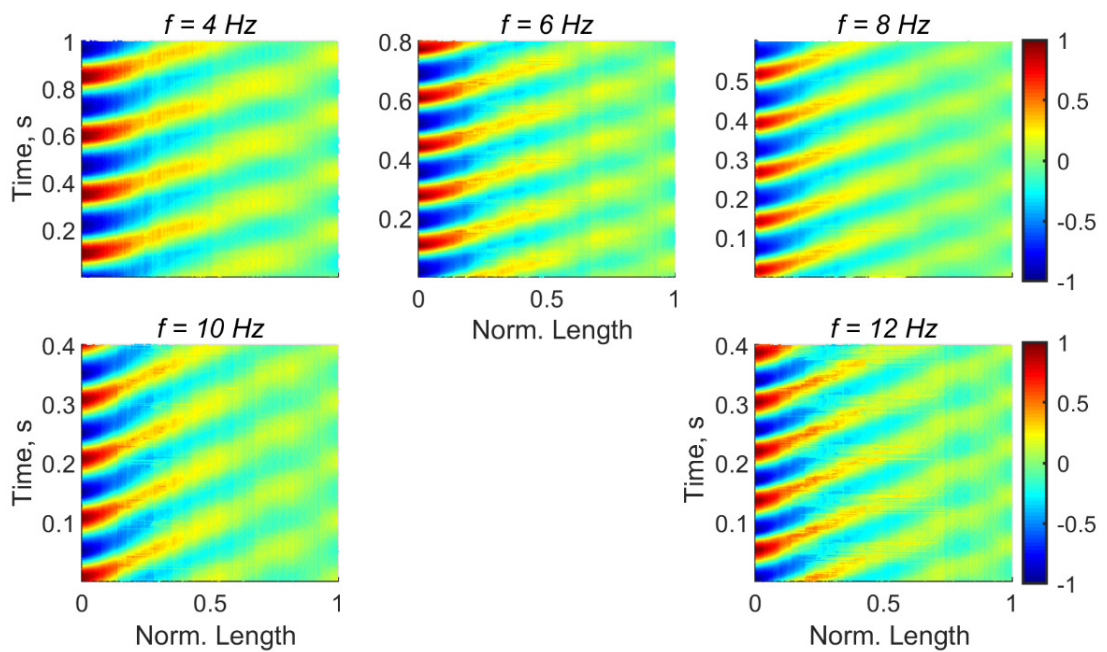 f = 4 Hz
f = 6 Hz
f = 8 Hz
Time, s
1
0.8
0.6
0.4
0.2
0.8
0.6
0.4
0.2
0 0.5 1
Norm. Length
0.5
0.4
0.3
0.2
0.1
1
0.5
0
-0.5
-1
f = 10 Hz
f = 12 Hz
Time, s
0.4
0.3
0.2
0.1
0 0.5 1
Norm. Length
Time, s
0.4
0.3
0.2
0.1
0 0.5 1
Norm. Length
1
0.5
0
-0.5
-1